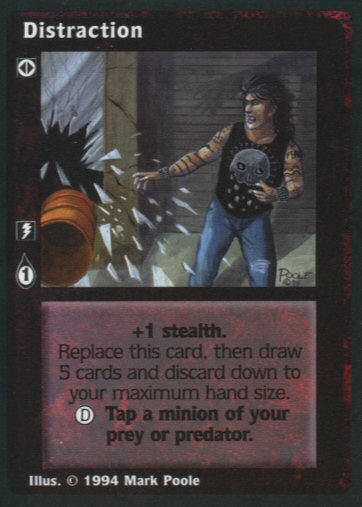 Distraction
1
POOLE
+1 stealth.
Replace this card, then draw
5 cards and discard down to
your maximum hand size.
D Tap a minion of your
prey or predator.
Illus. © 1994 Mark Poole